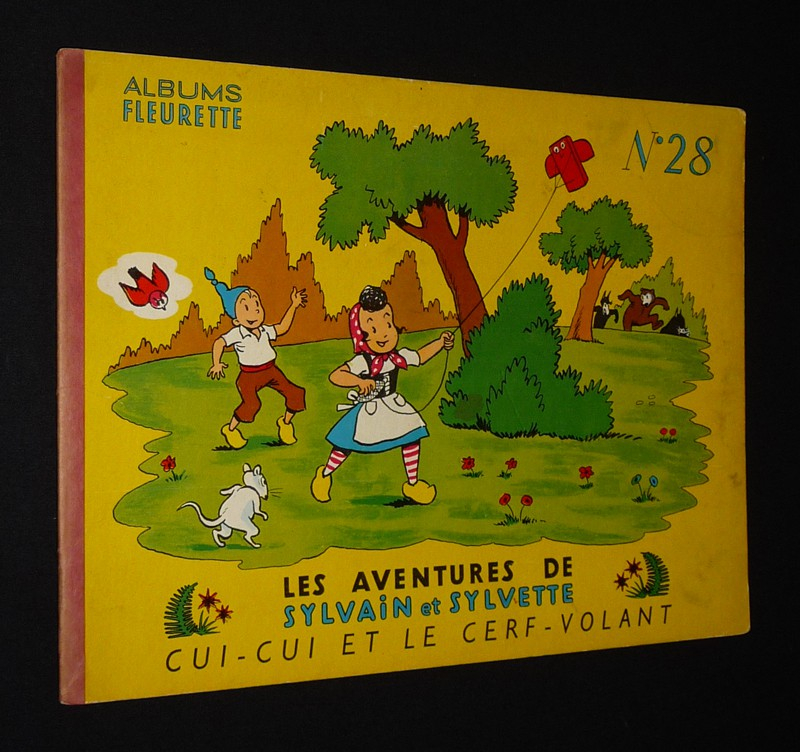 ALBUMS
FLEURETTE
N°28
LES AVENTURES DE
SYLVAiN et SYLVETTE
CUI-CUI ET LE CERF-VOLANT